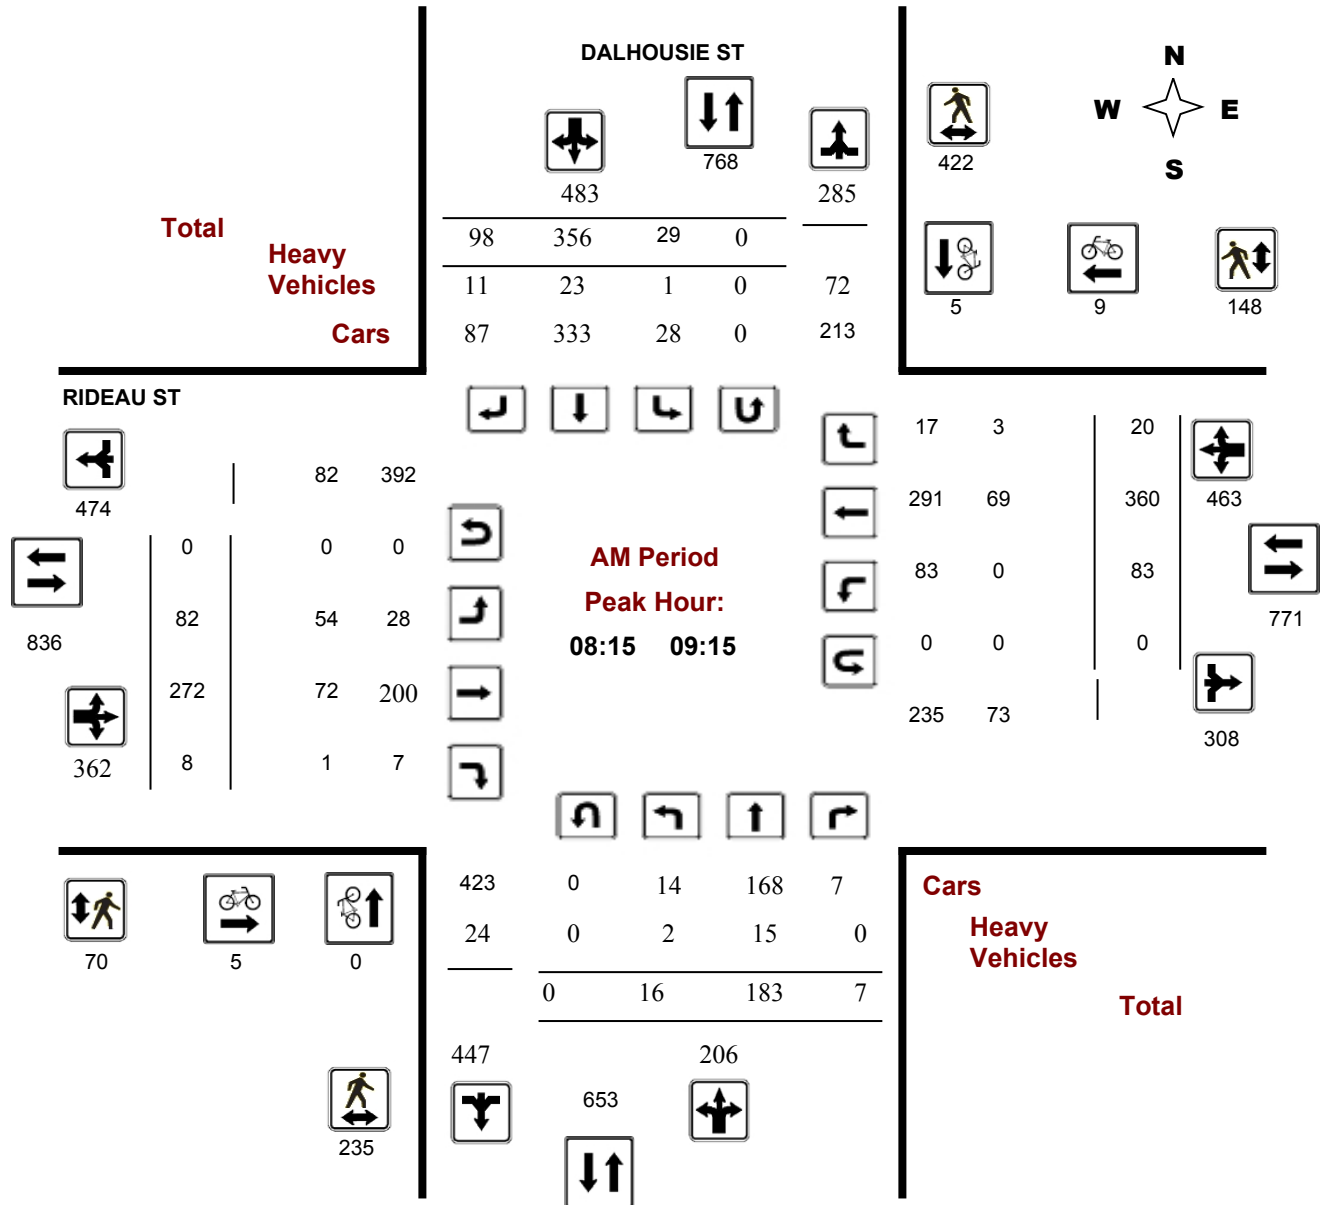 DALHOUSIE ST
N
W E
S
768
422
483
285
Total
98 356 29 0
Heavy
Vehicles
11 23 1 0 72
5 9 148
Cars
87 333 28 0 213
RIDEAU ST
17 3 20
82 392
474
291 69 360 463
0 0 0
AM Period
83 0 83
Peak Hour:
82 54 28
771
836
08:15 09:15
0 0 0
272 72 200
235 73
308
362 8 1 7
423 0 14 168 7
Cars
24 0 2 15 0
Heavy
Vehicles
70 5 0
0 16 183 7
Total
447 206
653
235